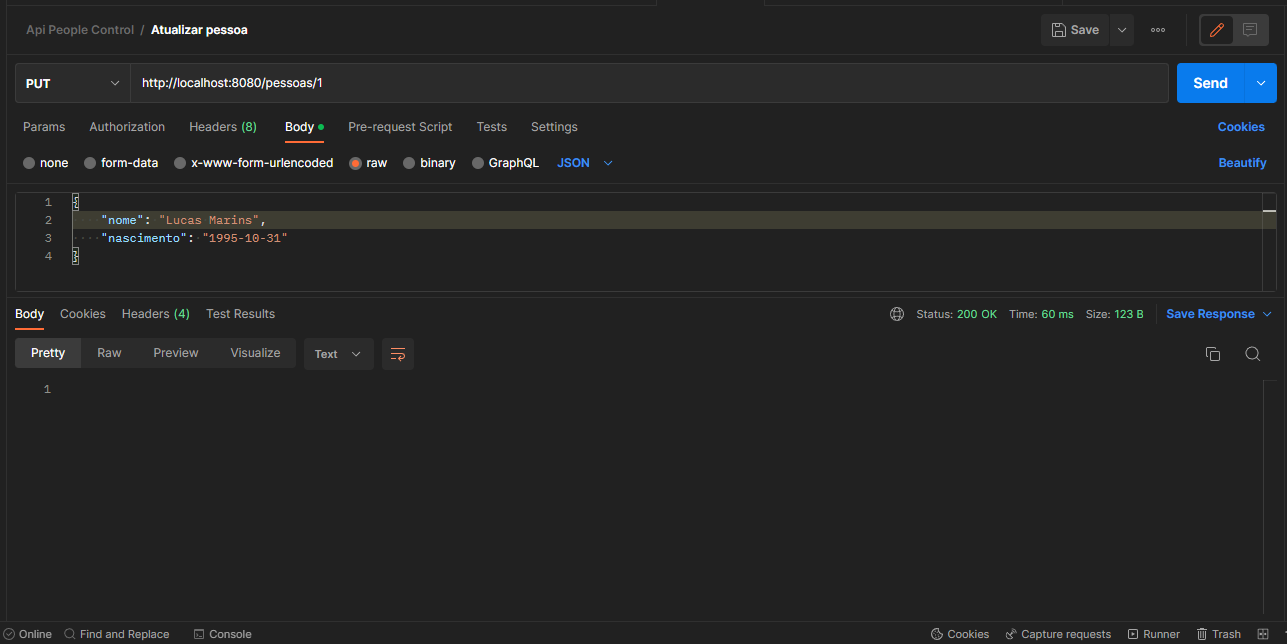 Api People Control / Atualizar pessoa
Save
PUT
http://localhost:8080/pessoas/1
Send
Params Authorization Headers (8) Body Pre-request Script Tests Settings Cookies
none form-data x-www-form-urlencoded raw binary GraphQL JSON Beautify
1 {
2 "nome": "Lucas Marins",
3 "nascimento": "1995-10-31"
4 }
Body Cookies Headers (4) Test Results Status: 200 OK Time: 60 ms Size: 123 B Save Response
Pretty Raw Preview Visualize Text
1
Online Find and Replace Console Cookies Capture requests Runner Trash